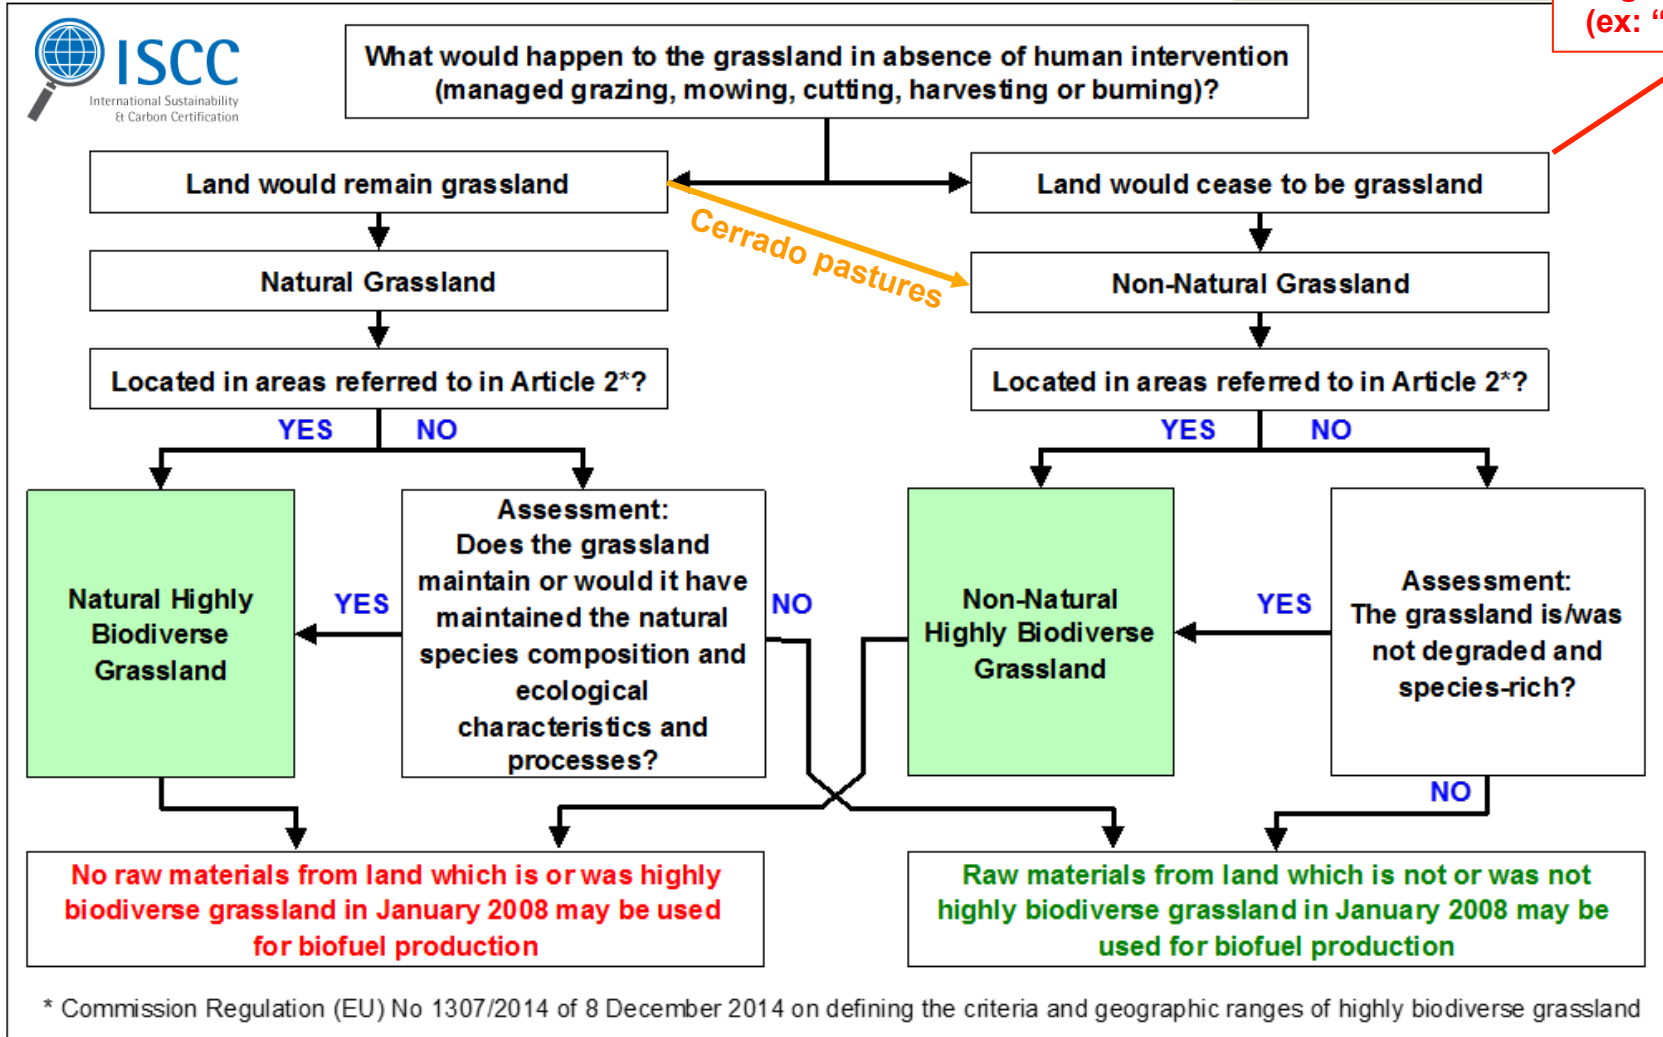 (ex: “
ISCC
International Sustainability
& Carbon Certification
What would happen to the grassland in absence of human intervention
(managed grazing, mowing, cutting, harvesting or burning)?
Land would remain grassland
Land would cease to be grassland
Cerrado pastures
Natural Grassland
Non-Natural Grassland
Located in areas referred to in Article 2*?
Located in areas referred to in Article 2*?
YES
NO
YES
NO
Natural Highly
Biodiverse
Grassland
YES
Assessment:
Does the grassland
maintain or would it have
maintained the natural
species composition and
ecological
characteristics and
processes?
NO
Non-Natural
Highly Biodiverse
Grassland
YES
Assessment:
The grassland is/was
not degraded and
species-rich?
NO
No raw materials from land which is or was highly
biodiverse grassland in January 2008 may be used
for biofuel production
Raw materials from land which is not or was not
highly biodiverse grassland in January 2008 may be
used for biofuel production
* Commission Regulation (EU) No 1307/2014 of 8 December 2014 on defining the criteria and geographic ranges of highly biodiverse grassland